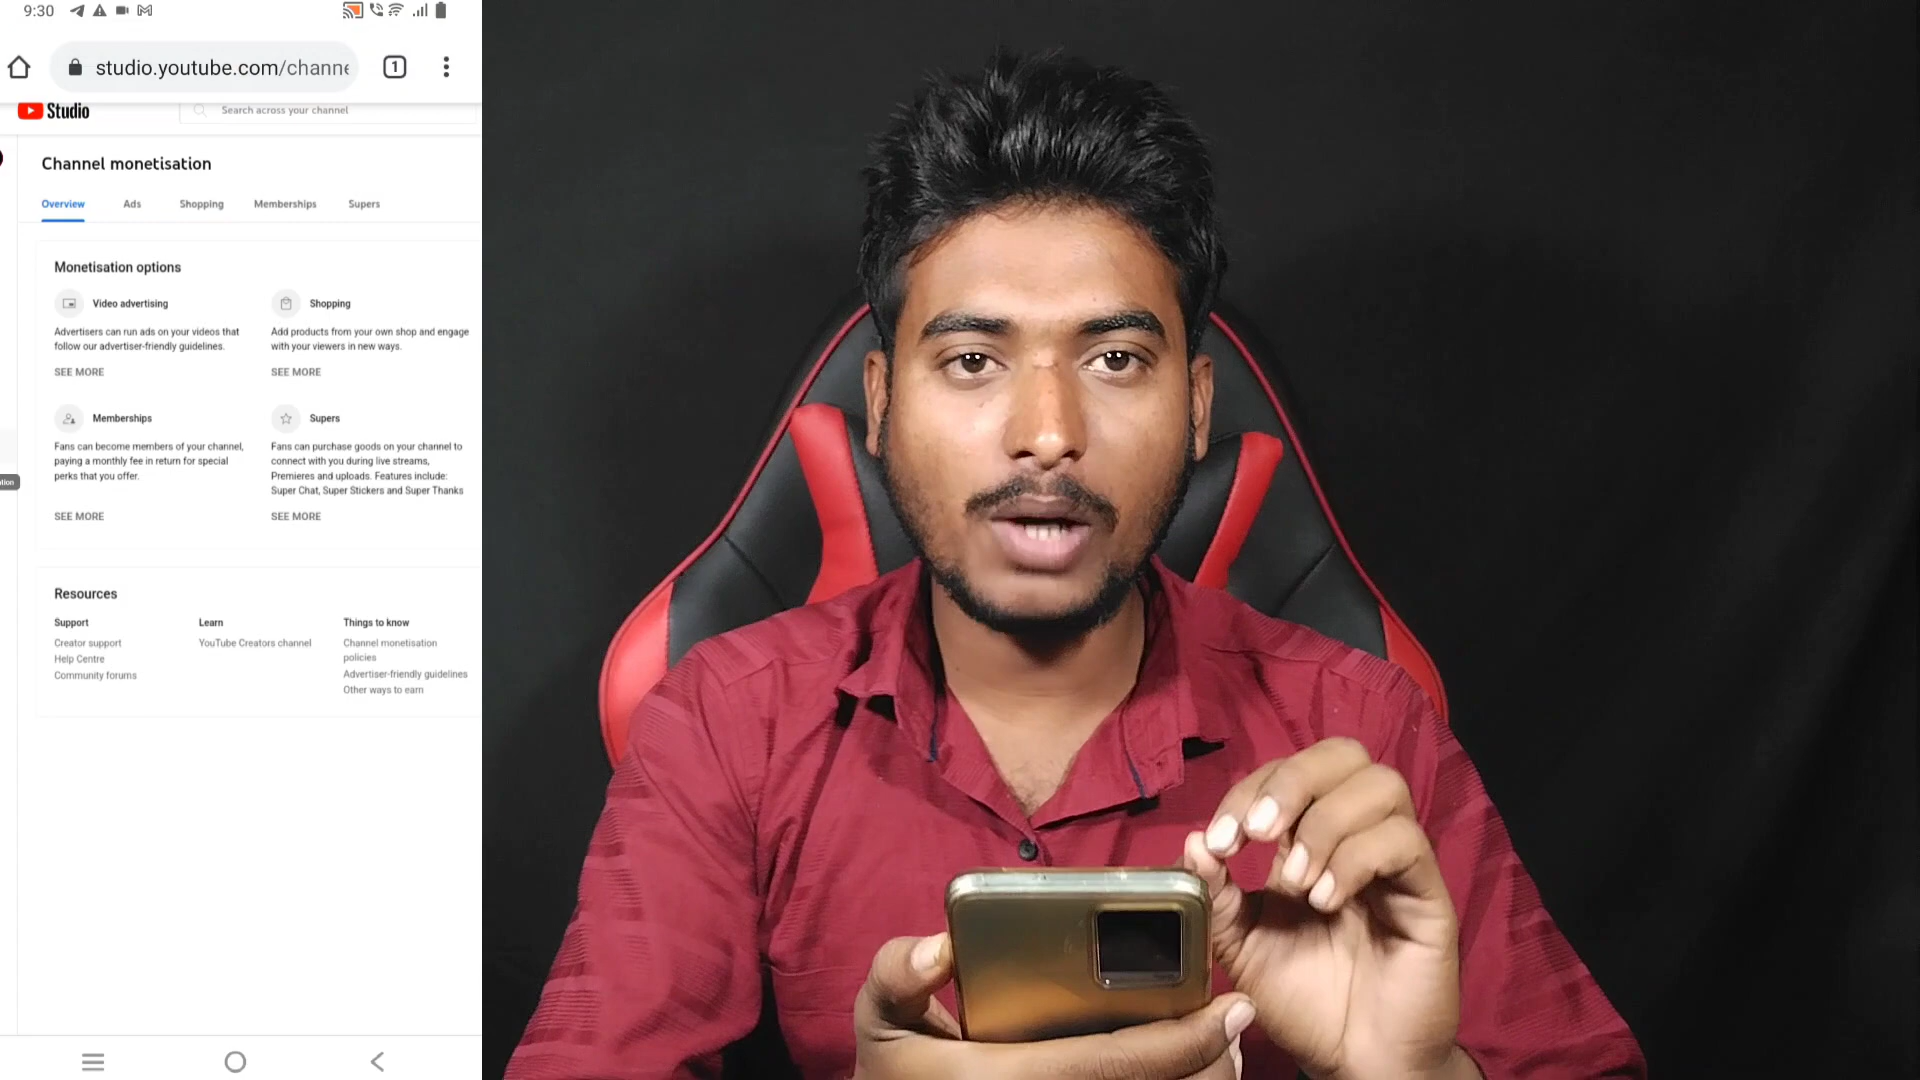 9:30
studio.youtube.com/channe
1
Studio
Search across your channel
Channel monetisation
Overview Ads Shopping Memberships Supers
Monetisation options
Video advertising
Advertisers can run ads on your videos that
follow our advertiser-friendly guidelines.
SEE MORE
Shopping
Add products from your own shop and engage
with your viewers in new ways.
SEE MORE
Memberships
Fans can become members of your channel,
paying a monthly fee in return for special
perks that you offer.
SEE MORE
Supers
Fans can purchase goods on your channel to
connect with you during live streams,
Premieres and uploads. Features include:
Super Chat, Super Stickers and Super Thanks
SEE MORE
Resources
Support
Creator support
Help Centre
Community forums
Learn
YouTube Creators channel
Things to know
Channel monetisation
policies
Advertiser-friendly guidelines
Other ways to earn